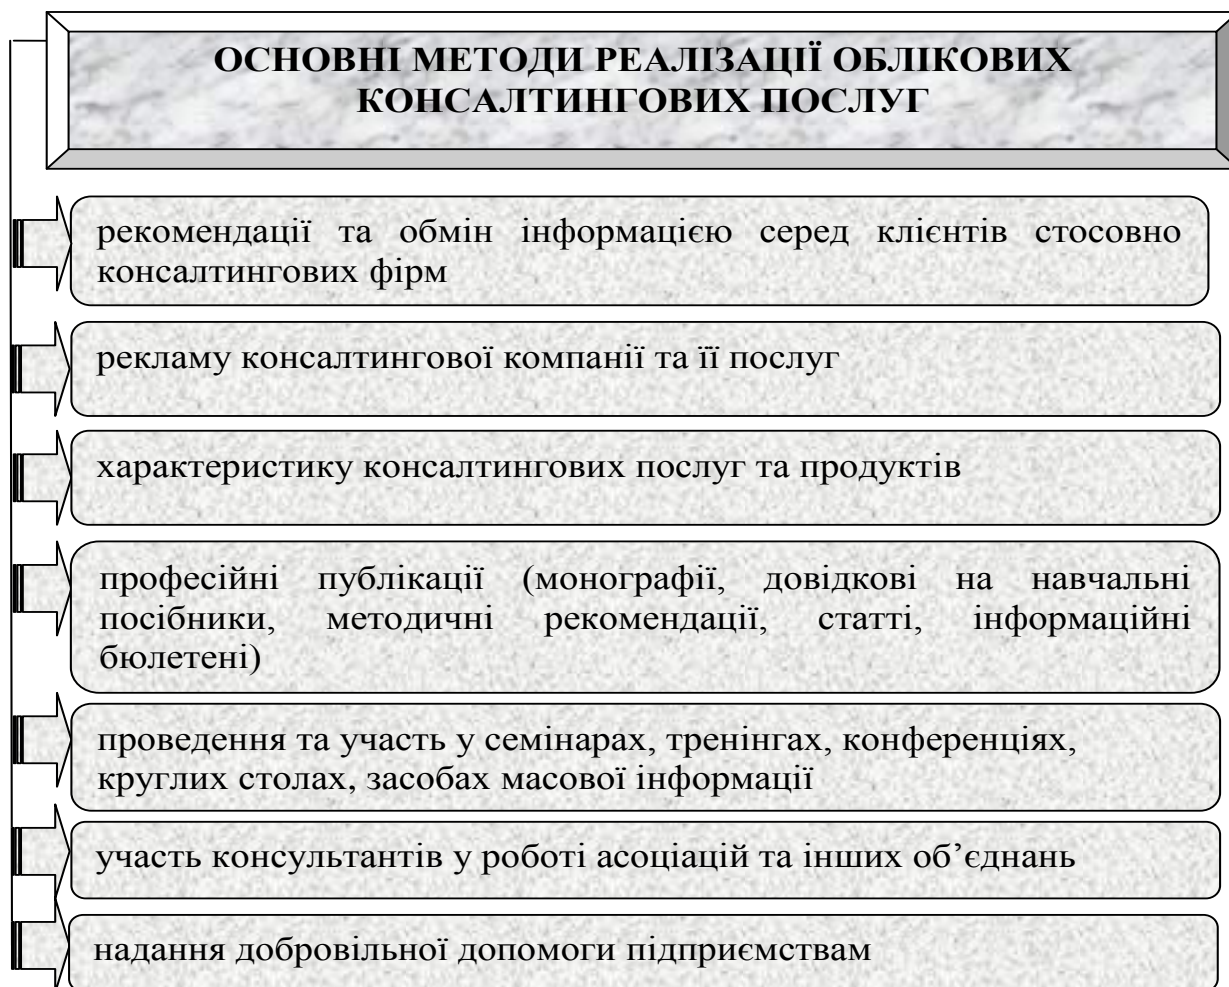 ОСНОВНІ МЕТОДИ РЕАЛІЗАЦІЇ ОБЛІКОВИХ
КОНСАЛТИНГОВИХ ПОСЛУГ
рекомендації та обмін інформацією серед клієнтів стосовно
консалтингових фірм
рекламу консалтингової компанії та її послуг
характеристику консалтингових послуг та продуктів
професійні публікації (монографії, довідкові на навчальні
посібники, методичні рекомендації, статті, інформаційні
бюлетені)
проведення та участь у семінарах, тренінгах, конференціях,
круглих столах, засобах масової інформації
участь консультантів у роботі асоціацій та інших об’єднань
надання добровільної допомоги підприємствам